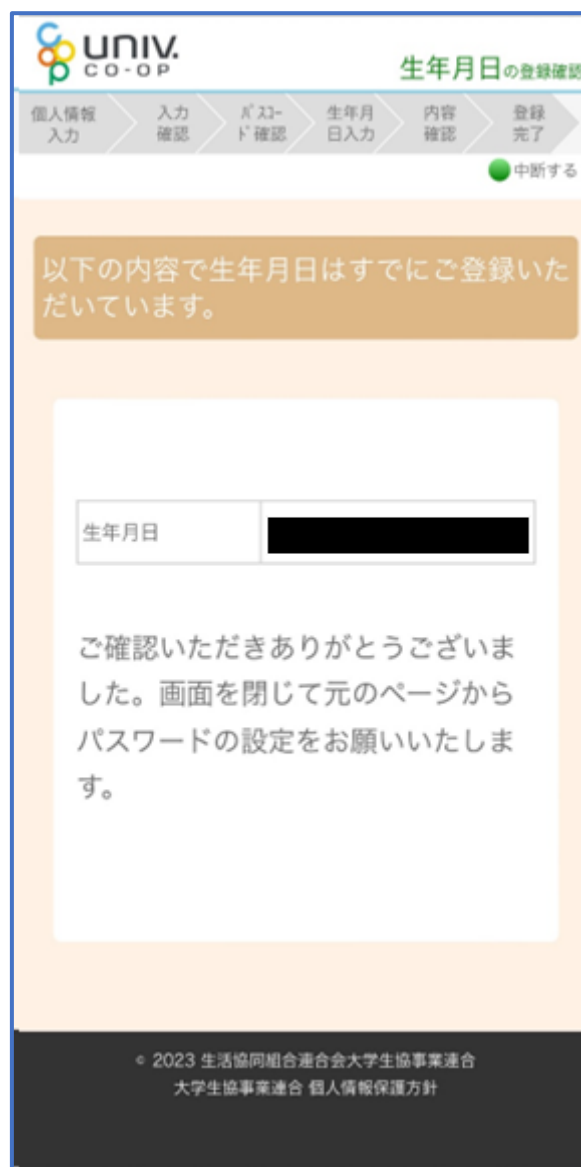 UNIV.
CO-OP
生年月日の登録確認
個人情報
入力
入力
確認
パスコー
ド確認
生年月
日入力
内容
確認
登録
完了
中断する
以下の内容で生年月日はすでにご登録いた
だいています。
生年月日
ご確認いただきありがとうございま
した。画面を閉じて元のページから
パスワードの設定をお願いいたしま
す。
© 2023 生活協同組合連合会大学生協事業連合
大学生協事業連合 個人情報保護方針